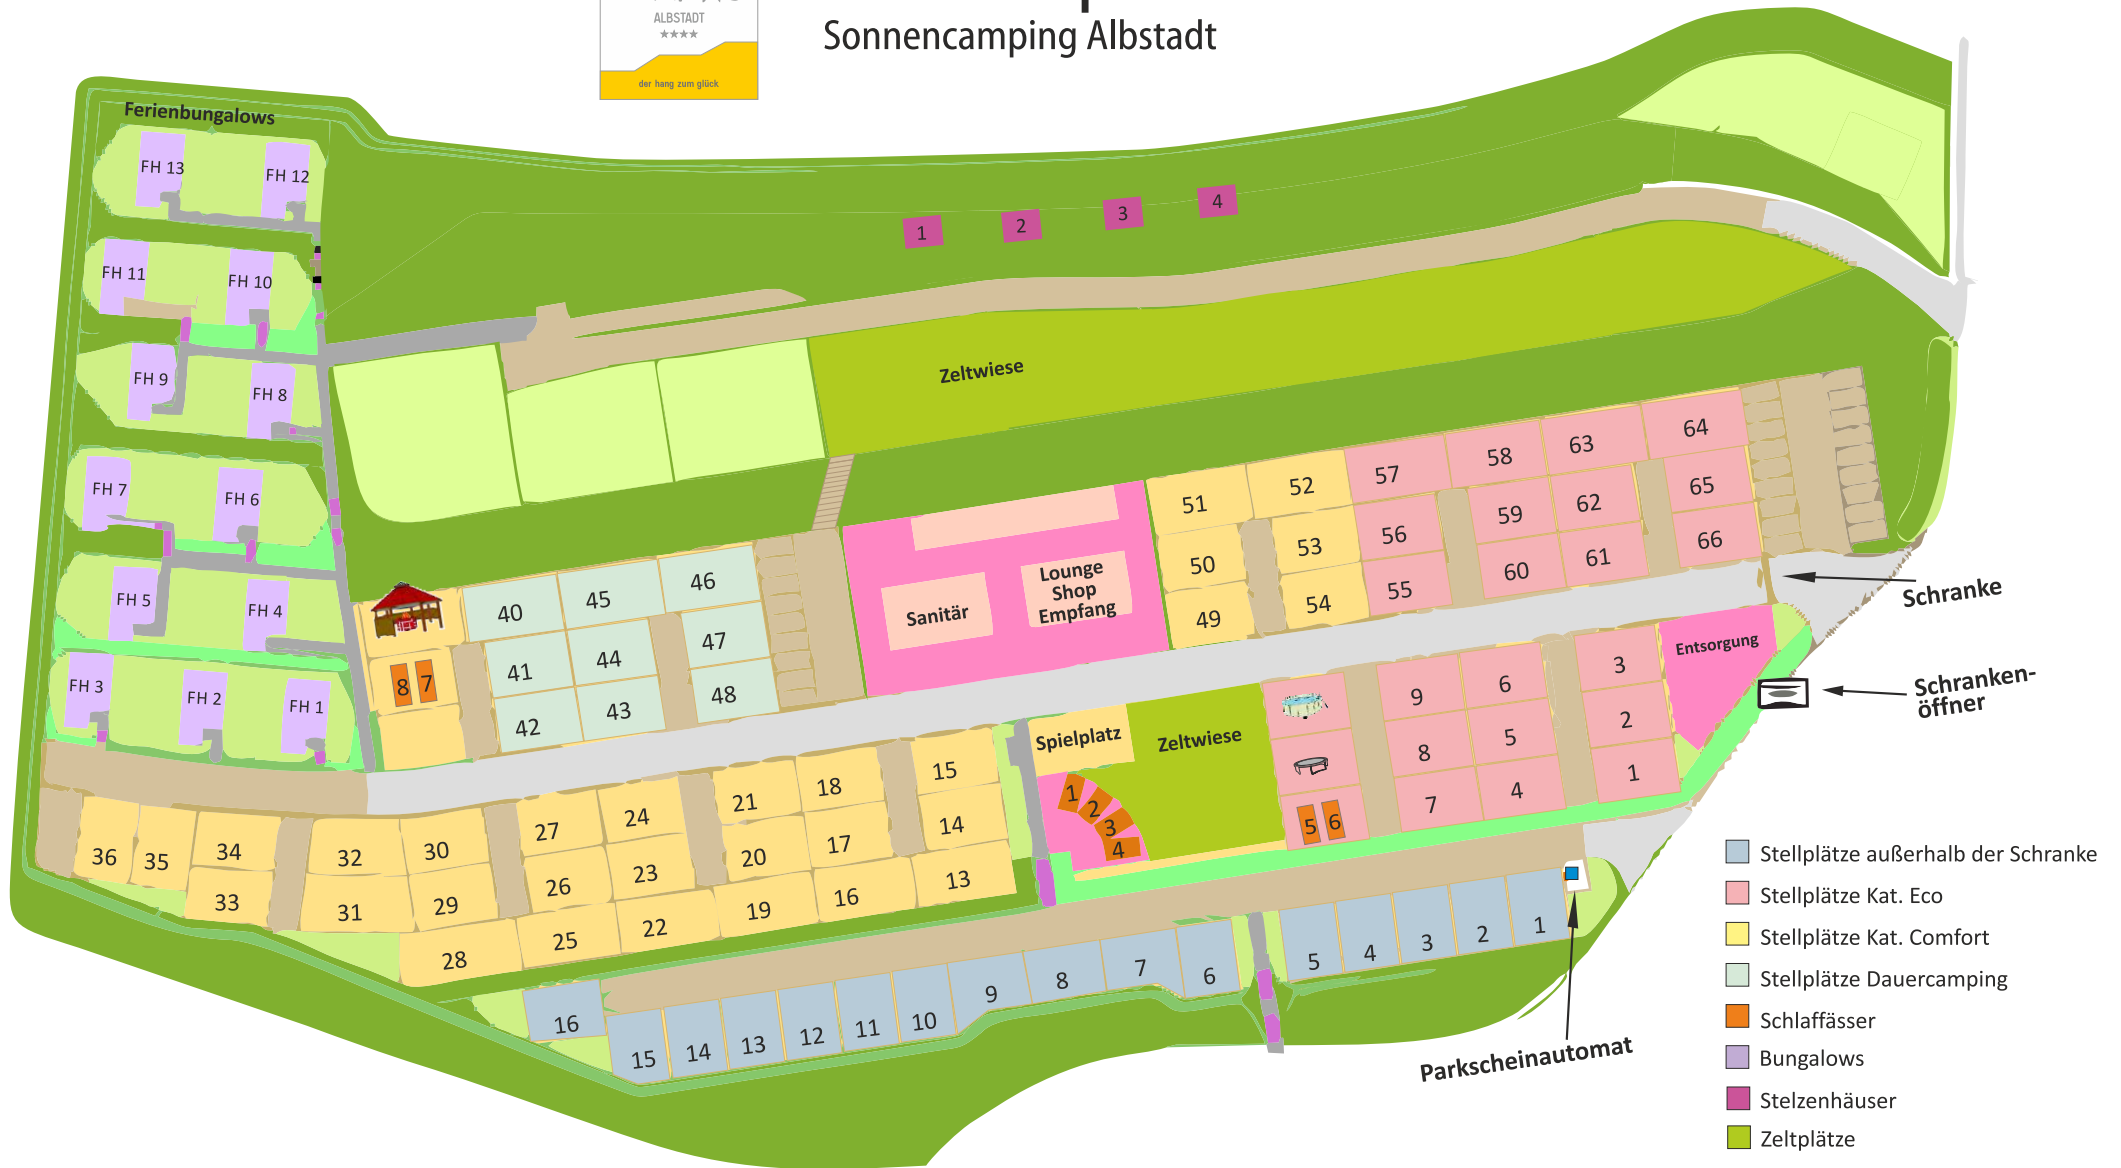 ALBSTADT
★★★★
der hang zum glück
Sonnencamping Albstadt
Ferienbungalows
FH 13
FH 12
FH 11
FH 10
FH 9
FH 8
FH 7
FH 6
FH 5
FH 4
FH 3
FH 2
FH 1
1
2
3
4
Zeltwiese
40
45
46
41
44
47
42
43
48
8
7
Sanitär
Lounge
Shop
Empfang
51
52
57
58
63
64
50
53
56
59
62
65
49
54
55
60
61
66
Schranke
Entsorgung
Schranken-
öffner
Spielplatz
Zeltwiese
1
2
3
4
5
6
9
6
3
8
5
2
7
4
1
36
35
34
33
32
31
30
29
28
27
26
25
24
23
22
21
20
19
18
17
16
15
14
13
16
15
14
13
12
11
10
9
8
7
6
5
4
3
2
1
Parkscheinautomat
Stellplätze außerhalb der Schranke
Stellplätze Kat. Eco
Stellplätze Kat. Comfort
Stellplätze Dauercamping
Schlaffässer
Bungalows
Stelzenhäuser
Zeltplätze